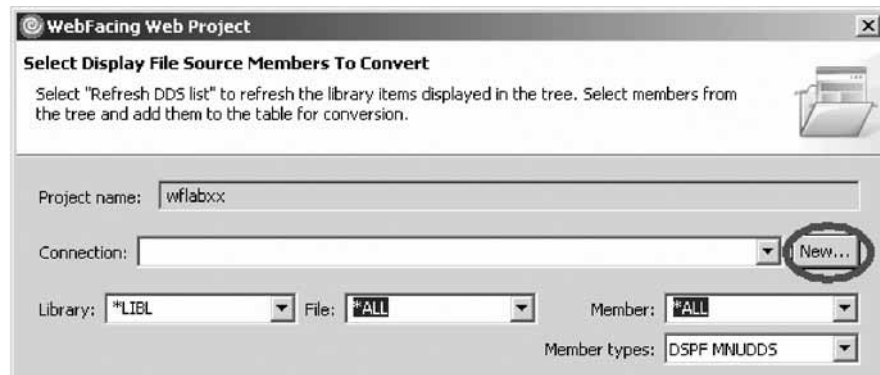 WebFacing Web Project
Select Display File Source Members To Convert
Select "Refresh DDS list" to refresh the library items displayed in the tree. Select members from
the tree and add them to the table for conversion.
Project name: wflabxx
Connection: New...
Library: *LIBL File: *ALL Member: *ALL
Member types: DSPF MNUDDS